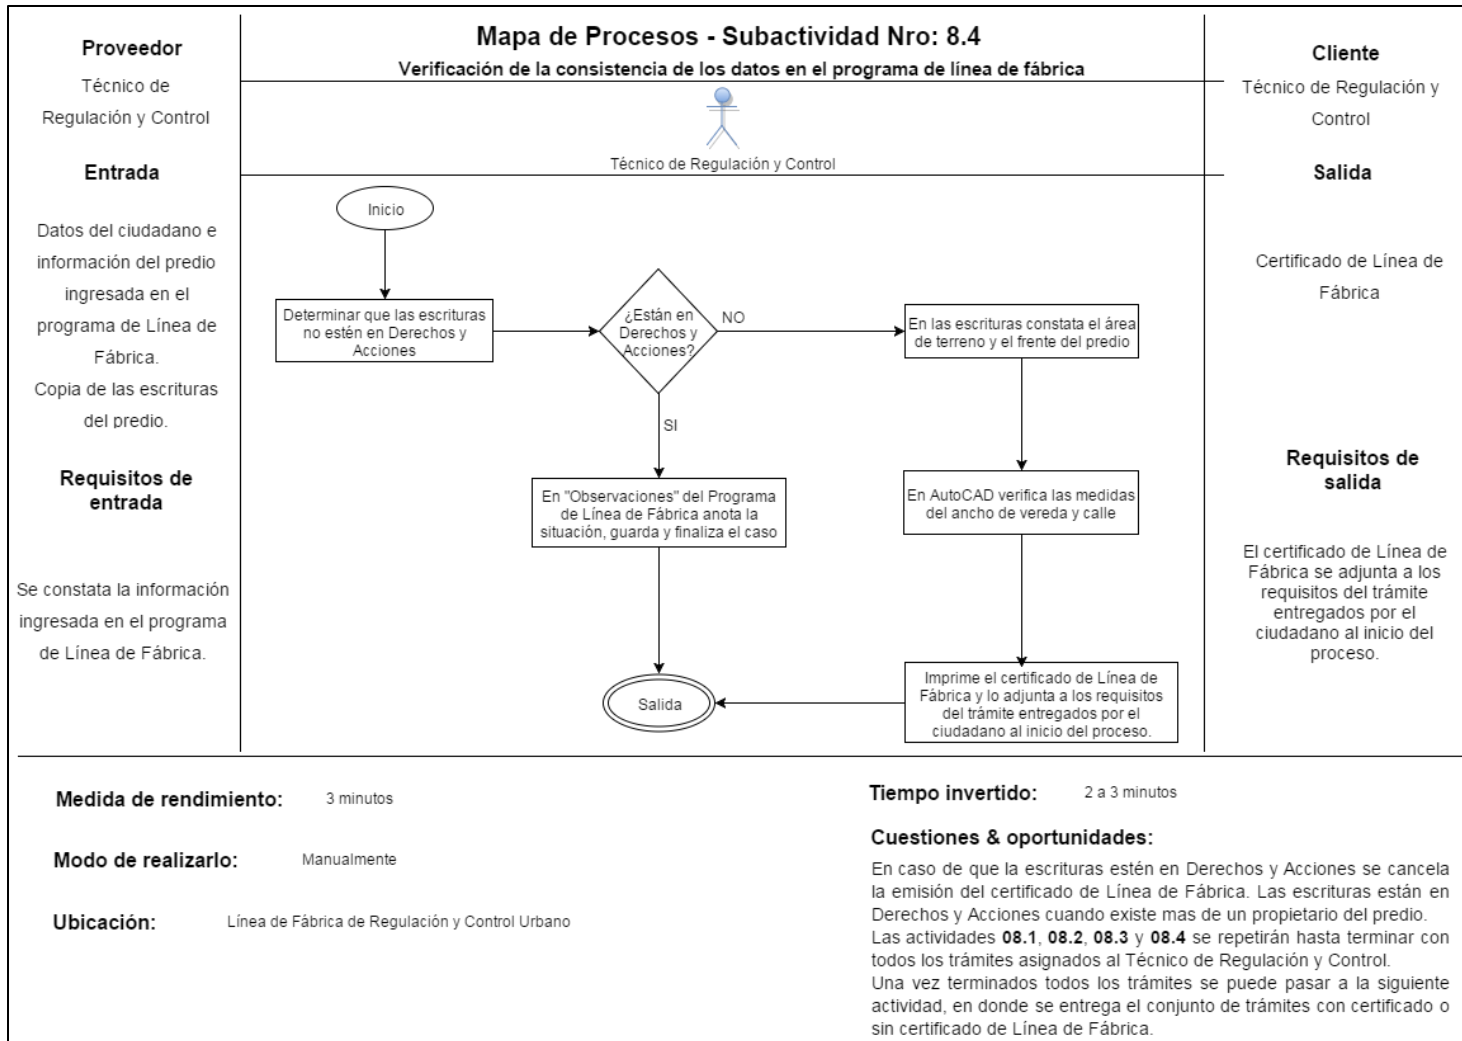 Mapa de Procesos - Subactividad Nro: 8.4
Verificación de la consistencia de los datos en el programa de línea de fábrica
Proveedor
Técnico de
Regulación y Control
Entrada
Datos del ciudadano e
información del predio
ingresada en el
programa de Línea de
Fábrica.
Copia de las escrituras
del predio.
Requisitos de
entrada
Se constata la información
ingresada en el programa
de Línea de Fábrica.
Técnico de Regulación y Control
Inicio
Determinar que las escrituras
no estén en Derechos y
Acciones
¿Están en
Derechos y
Acciones?
NO
SI
En las escrituras constata el área
de terreno y el frente del predio
En "Observaciones" del Programa
de Línea de Fábrica anota la
situación, guarda y finaliza el caso
En AutoCAD verifica las medidas
del ancho de vereda y calle
Imprime el certificado de Línea de
Fábrica y lo adjunta a los requisitos
del trámite entregados por el
ciudadano al inicio del proceso.
Salida
Cliente
Técnico de Regulación y
Control
Salida
Certificado de Línea de
Fábrica
Requisitos de
salida
El certificado de Línea de
Fábrica se adjunta a los
requisitos del trámite
entregados por el
ciudadano al inicio del
proceso.
Medida de rendimiento: 3 minutos
Modo de realizarlo: Manualmente
Ubicación: Línea de Fábrica de Regulación y Control Urbano
Tiempo invertido: 2 a 3 minutos
Cuestiones & oportunidades:
En caso de que la escrituras estén en Derechos y Acciones se cancela
la emisión del certificado de Línea de Fábrica. Las escrituras están en
Derechos y Acciones cuando existe mas de un propietario del predio.
Las actividades 08.1, 08.2, 08.3 y 08.4 se repetirán hasta terminar con
todos los trámites asignados al Técnico de Regulación y Control.
Una vez terminados todos los trámites se puede pasar a la siguiente
actividad, en donde se entrega el conjunto de trámites con certificado o
sin certificado de Línea de Fábrica.